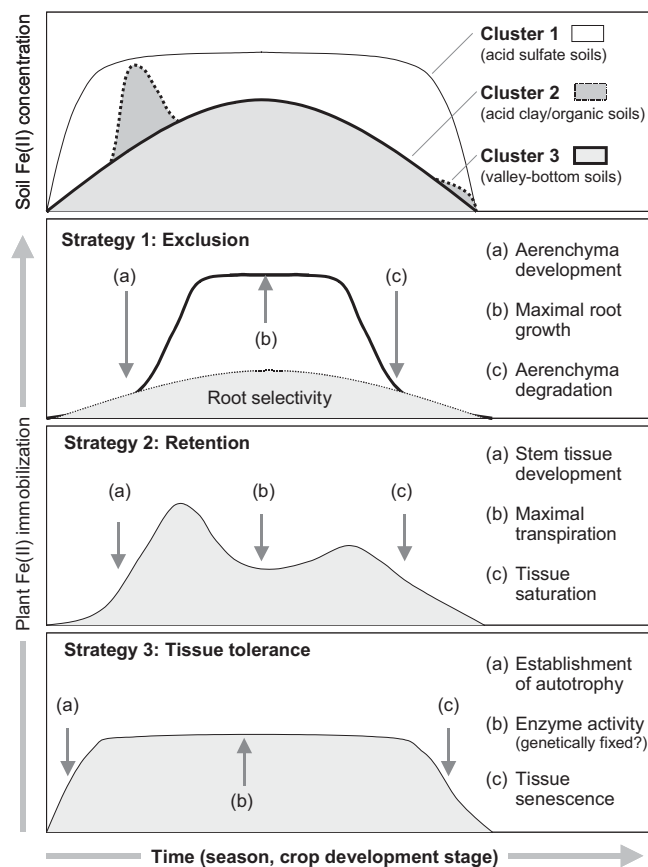 Soil Fe(II) concentration
Cluster 1
(acid sulfate soils)
Cluster 2
(acid clay/organic soils)
Cluster 3
(valley-bottom soils)
Plant Fe(II) immobilization
Strategy 1: Exclusion
(a)
(b)
(c)
Root selectivity
(a) Aerenchyma
development
(b) Maximal root
growth
(c) Aerenchyma
degradation
Strategy 2: Retention
(a)
(b)
(c)
(a) Stem tissue
development
(b) Maximal
transpiration
(c) Tissue
saturation
Strategy 3: Tissue tolerance
(a)
(b)
(c)
(a) Establishment
of autotrophy
(b) Enzyme activity
(genetically fixed?)
(c) Tissue
senescence
Time (season, crop development stage)